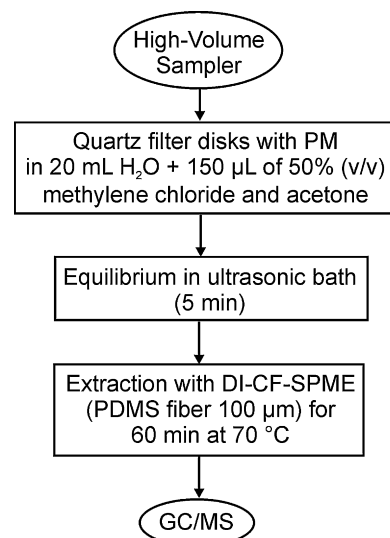 High-Volume
Sampler
Quartz filter disks with PM
in 20 mL H₂O + 150 µL of 50% (v/v)
methylene chloride and acetone
Equilibrium in ultrasonic bath
(5 min)
Extraction with DI-CF-SPME
(PDMS fiber 100 µm) for
60 min at 70 °C
GC/MS